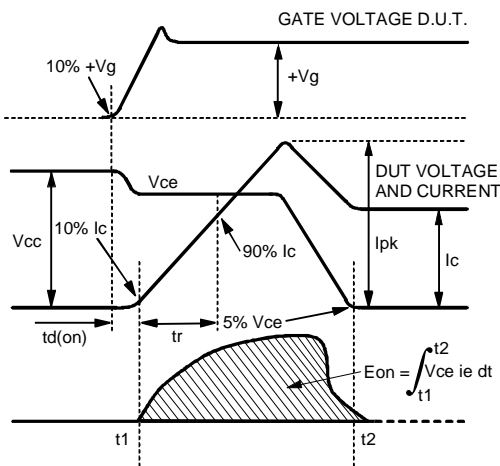 GATE VOLTAGE D.U.T.
10% +Vg
+Vg
Vce
DUT VOLTAGE
AND CURRENT
Vcc
10% Ic
90% Ic
Ipk
Ic
td(on)
tr
5% Vce
Eon = ∫ Vce ie dt
t2
t1
t1
t2